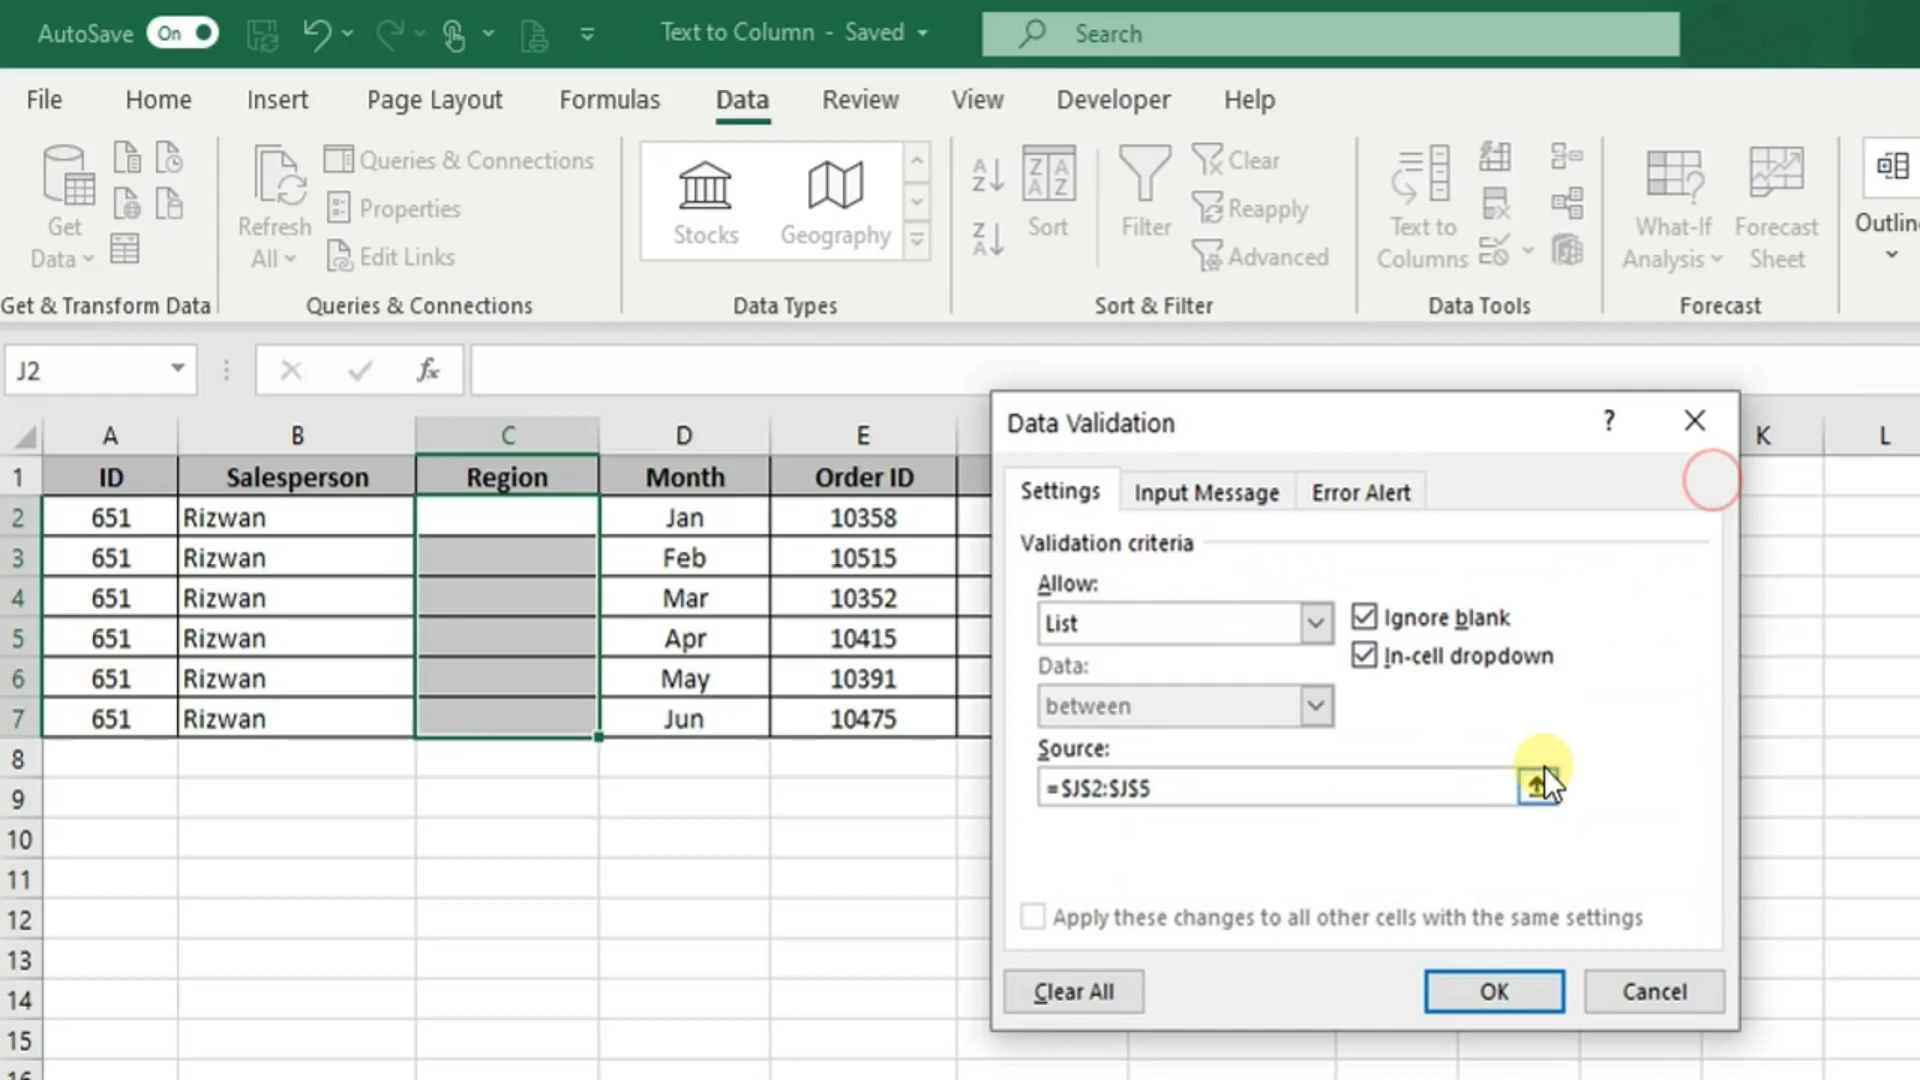 AutoSave On Text to Column - Saved Search
File Home Insert Page Layout Formulas Data Review View Developer Help
Get Data
Refresh All
Queries & Connections
Properties
Edit Links
Stocks
Geography
Sort
Filter
Clear
Reapply
Advanced
Text to Columns
What-If Analysis
Forecast Sheet
Get & Transform Data Queries & Connections Data Types Sort & Filter Data Tools Forecast
J2 fx
A B C D E K L
1 ID Salesperson Region Month Order ID
2 651 Rizwan Jan 10358
3 651 Rizwan Feb 10515
4 651 Rizwan Mar 10352
5 651 Rizwan Apr 10415
6 651 Rizwan May 10391
7 651 Rizwan Jun 10475
8
9
10
11
12
13
14
15
Data Validation ?
Settings Input Message Error Alert
Validation criteria
Allow:
List
Ignore blank
In-cell dropdown
Data:
between
Source:
=$J$2:$J$5
Apply these changes to all other cells with the same settings
Clear All OK Cancel